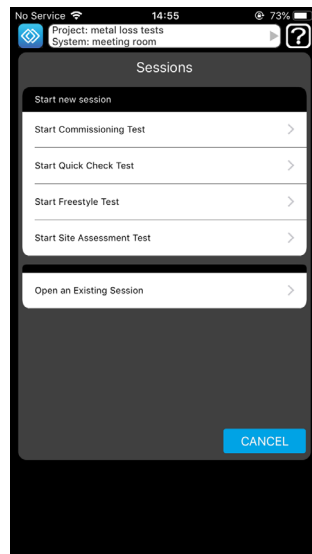 No Service 14:55 73%
Project: metal loss tests
System: meeting room
?
Sessions
Start new session
Start Commissioning Test
Start Quick Check Test
Start Freestyle Test
Start Site Assessment Test
Open an Existing Session
CANCEL